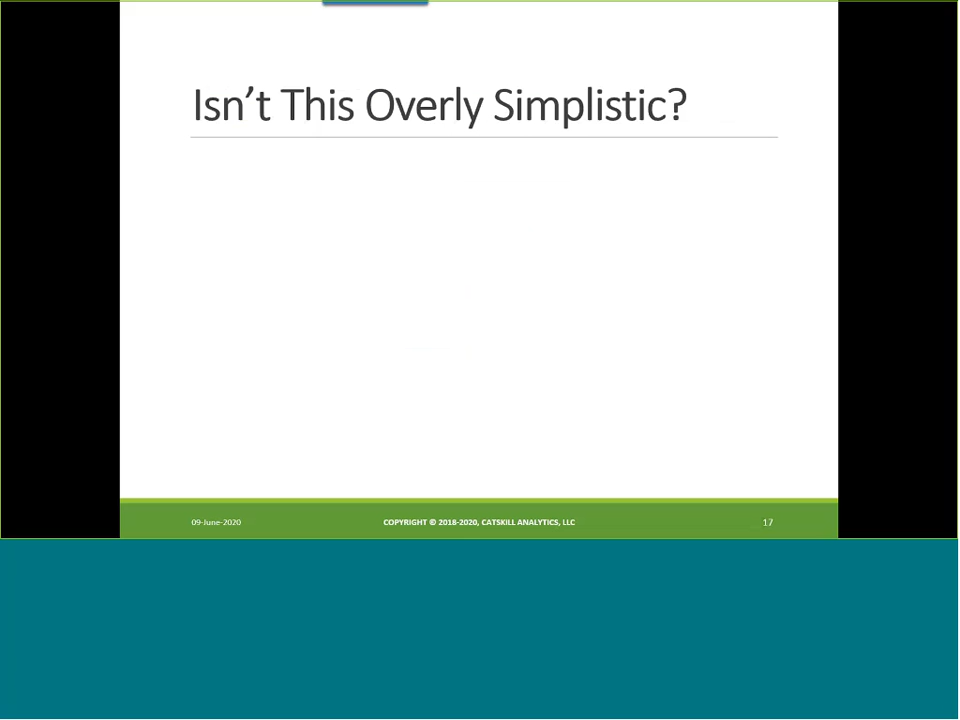 Isn’t This Overly Simplistic?
09-June-2020 COPYRIGHT © 2018-2020, CATSKILL ANALYTICS, LLC 17